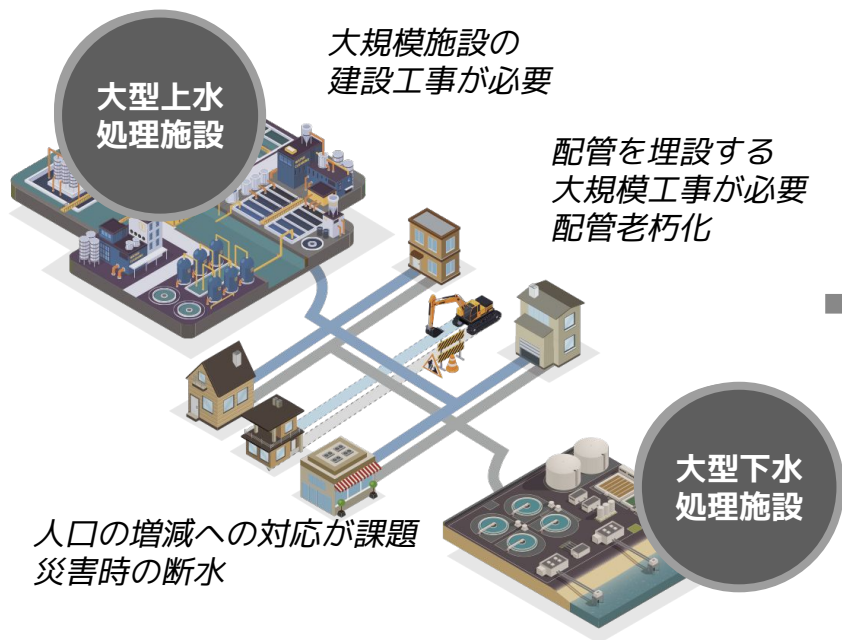 大型上水
処理施設
大規模施設の
建設工事が必要
配管を埋設する
大規模工事が必要
配管老朽化
大型下水
処理施設
人口の増減への対応が課題
災害時の断水